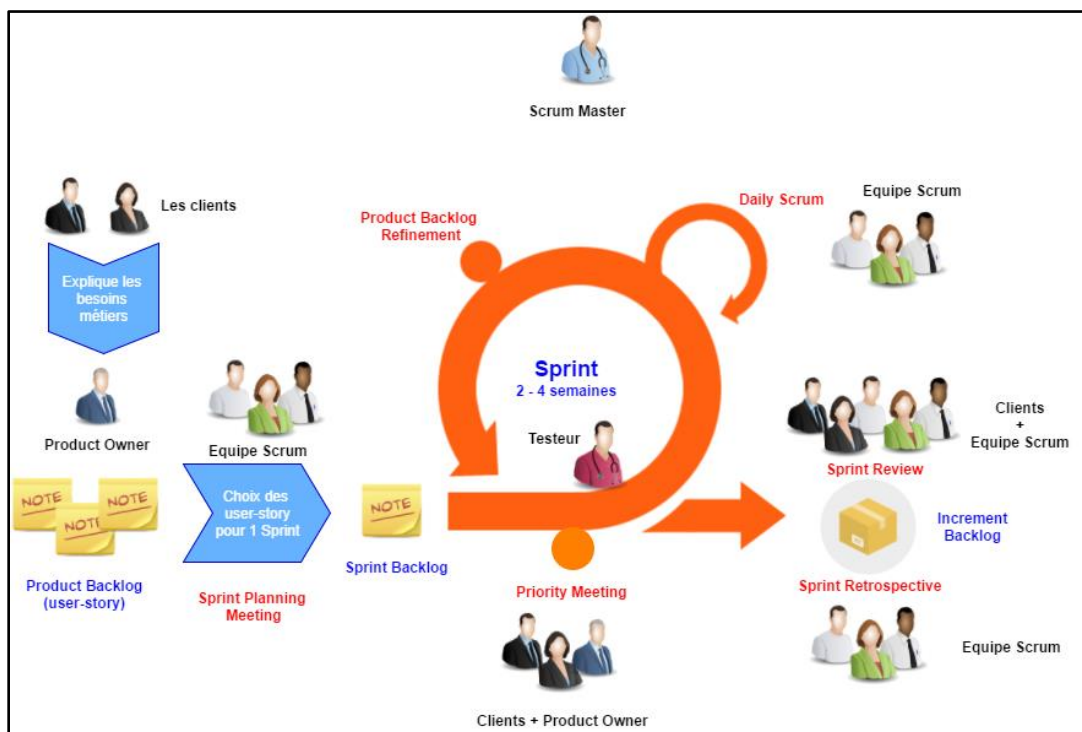 Scrum Master
Les clients
Explique les
besoins
métiers
Product Owner
NOTE
NOTE
NOTE
Product Backlog
(user-story)
Equipe Scrum
Choix des
user-story
pour 1 Sprint
Sprint Planning
Meeting
NOTE
Sprint Backlog
Product Backlog
Refinement
Daily Scrum
Equipe Scrum
Sprint
2 - 4 semaines
Testeur
Priority Meeting
Clients + Product Owner
Clients
+
Equipe Scrum
Sprint Review
Increment
Backlog
Sprint Retrospective
Equipe Scrum